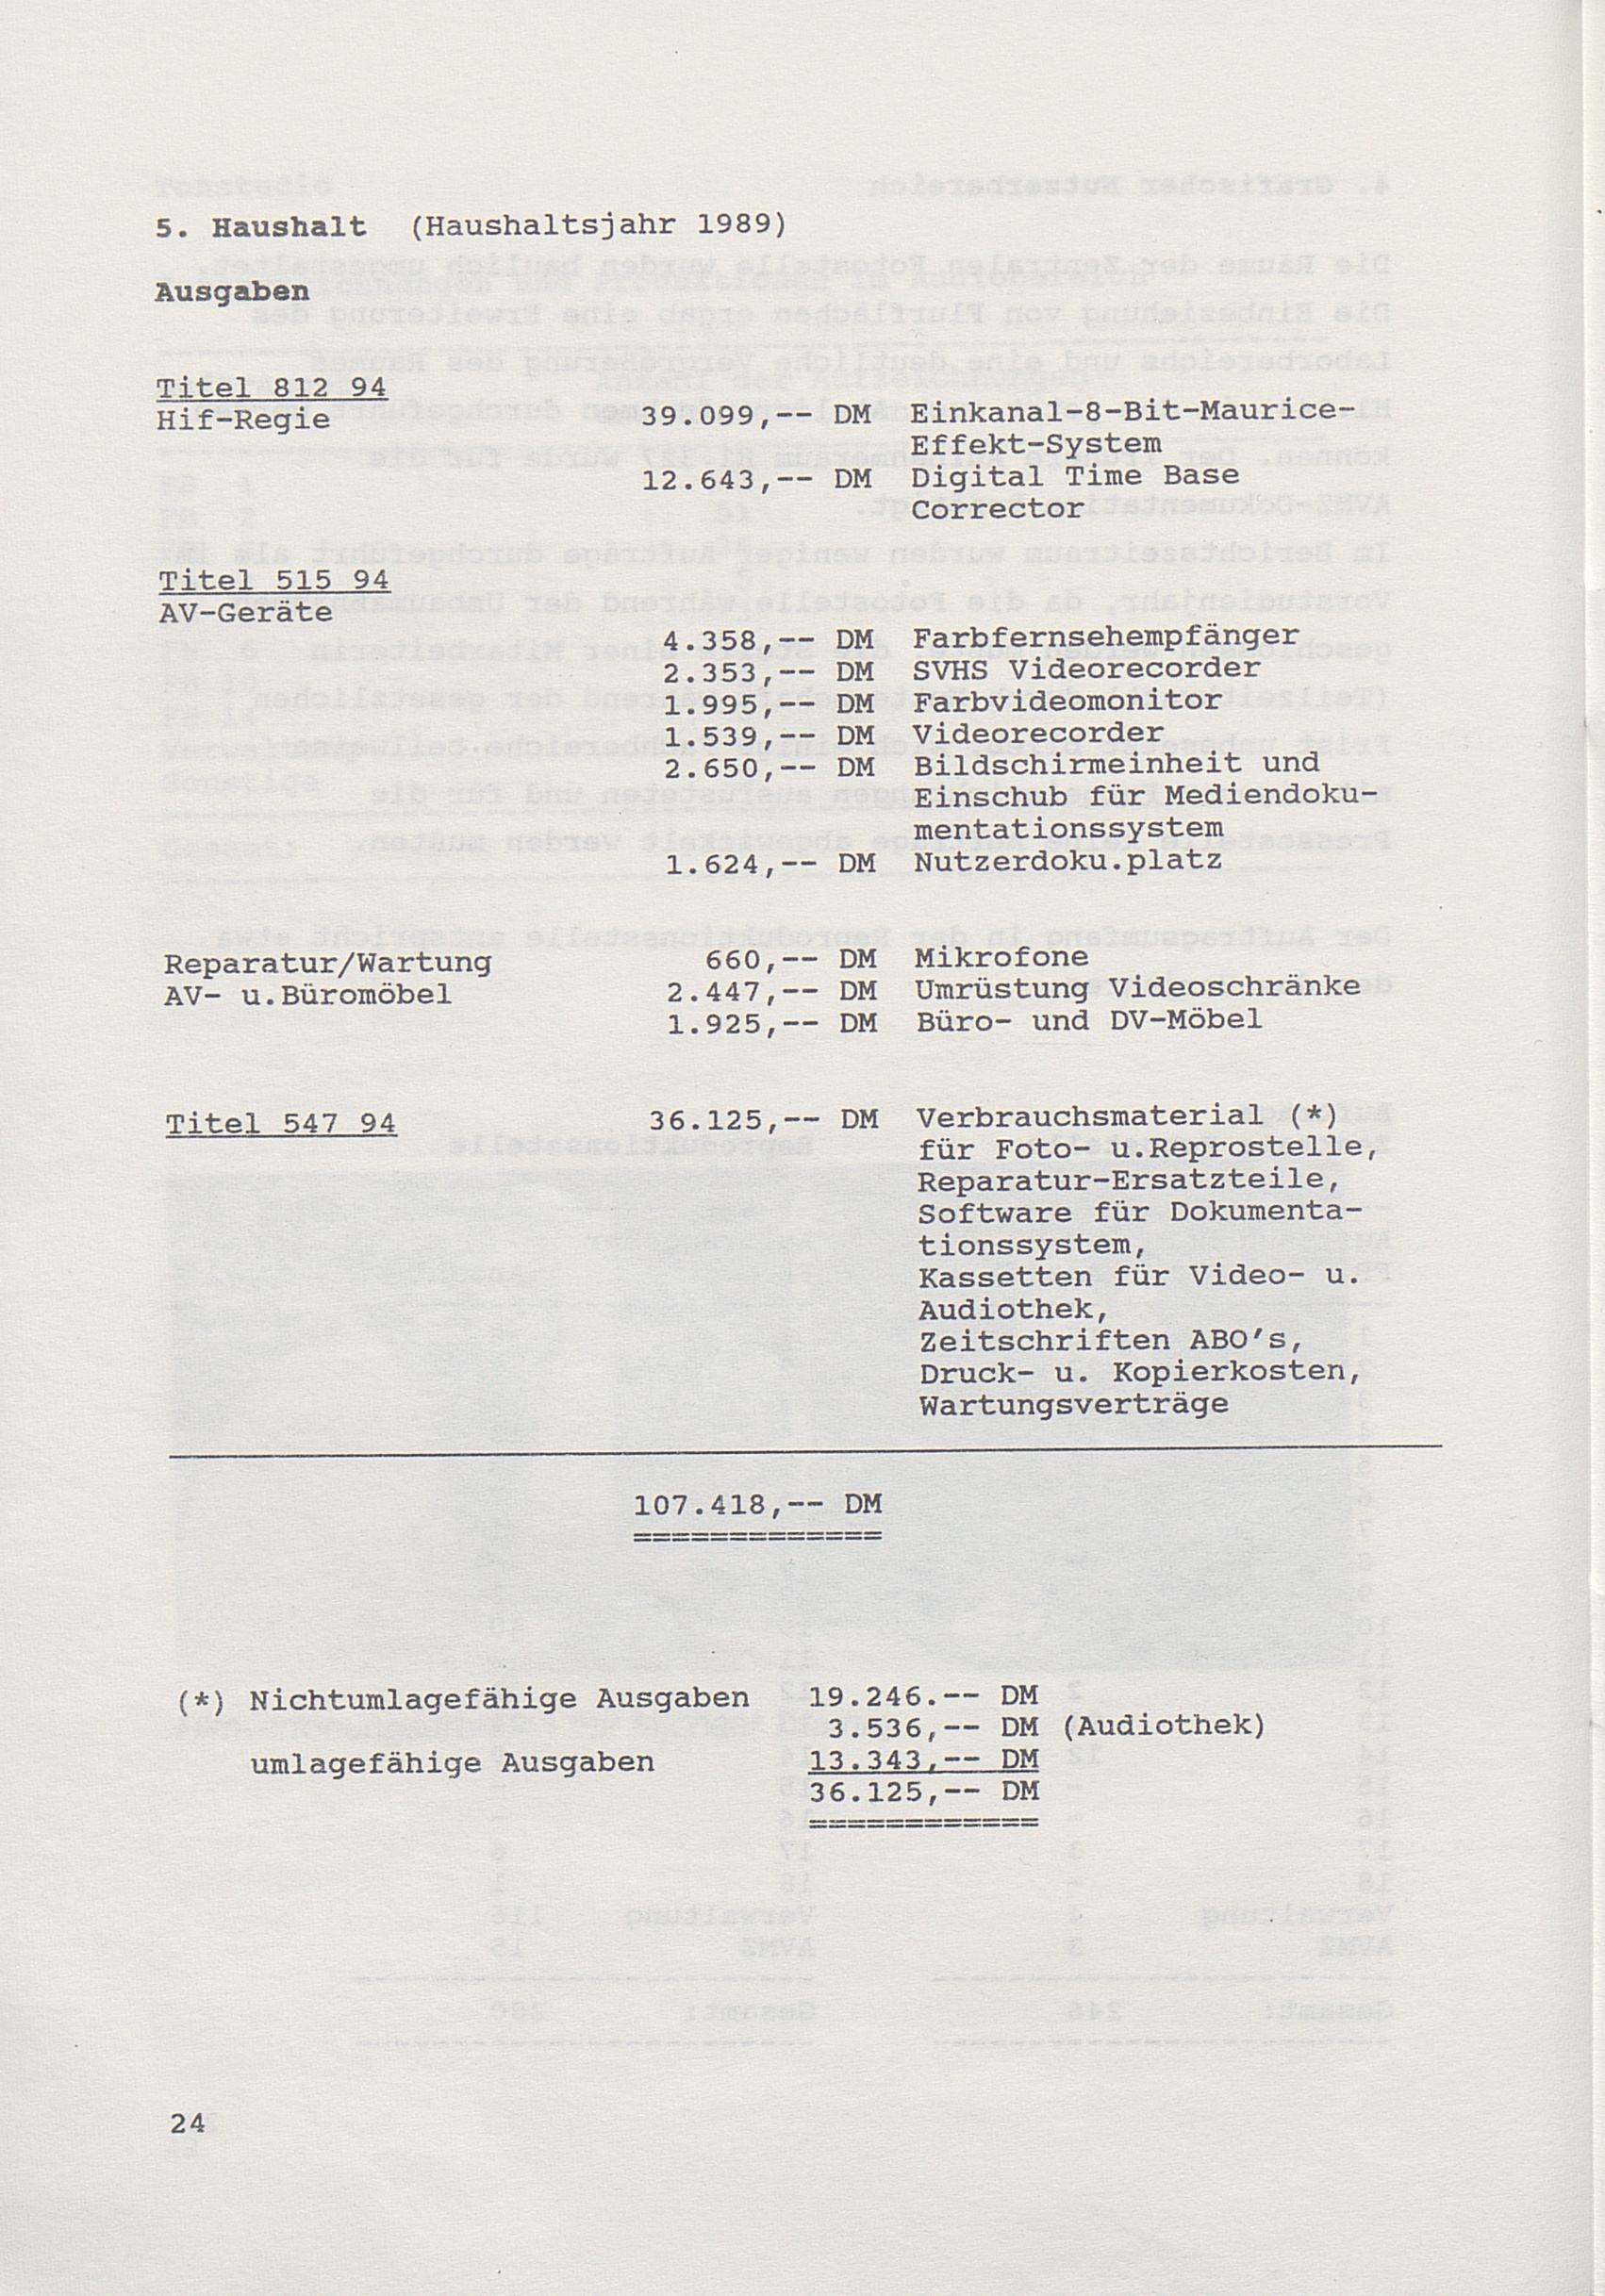 5. Haushalt (Haushaltsjahr 1989)
Ausgaben
Titel 812 94
Hif-Regie 39.099,-- DM Einkanal-8-Bit-Maurice-
Effekt-System
12.643,-- DM Digital Time Base
Corrector
Titel 515 94
AV-Geräte
4.358,-- DM Farbfernsehempfänger
2.353,-- DM SVHS Videorecorder
1.995,-- DM Farbvideomonitor
1.539,-- DM Videorecorder
2.650,-- DM Bildschirmeinheit und
Einschub für Mediendoku-
mentationssystem
1.624,-- DM Nutzerdoku.platz
Reparatur/Wartung 660,-- DM Mikrofone
AV- u.Büromöbel 2.447,-- DM Umrüstung Videoschränke
1.925,-- DM Büro- und DV-Möbel
Titel 547 94 36.125,-- DM Verbrauchsmaterial (*)
für Foto- u.Reprostelle,
Reparatur-Ersatzteile,
Software für Dokumenta-
tionssystem,
Kassetten für Video- u.
Audiothek,
Zeitschriften ABO's,
Druck- u. Kopierkosten,
Wartungsverträge
107.418,-- DM
=============
(*) Nichtumlagefähige Ausgaben 19.246.-- DM
3.536,-- DM (Audiothek)
umlagefähige Ausgaben 13.343,-- DM
36.125,-- DM
============
24